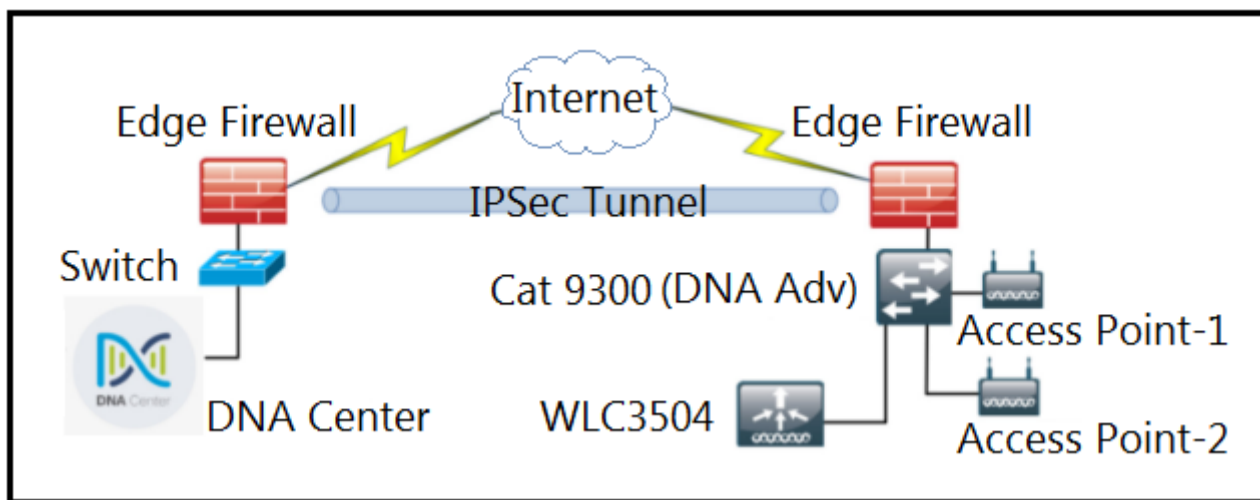 Internet
Edge Firewall
Edge Firewall
IPSec Tunnel
Switch
Cat 9300 (DNA Adv)
Access Point-1
DNA Center
DNA Center
WLC3504
Access Point-2